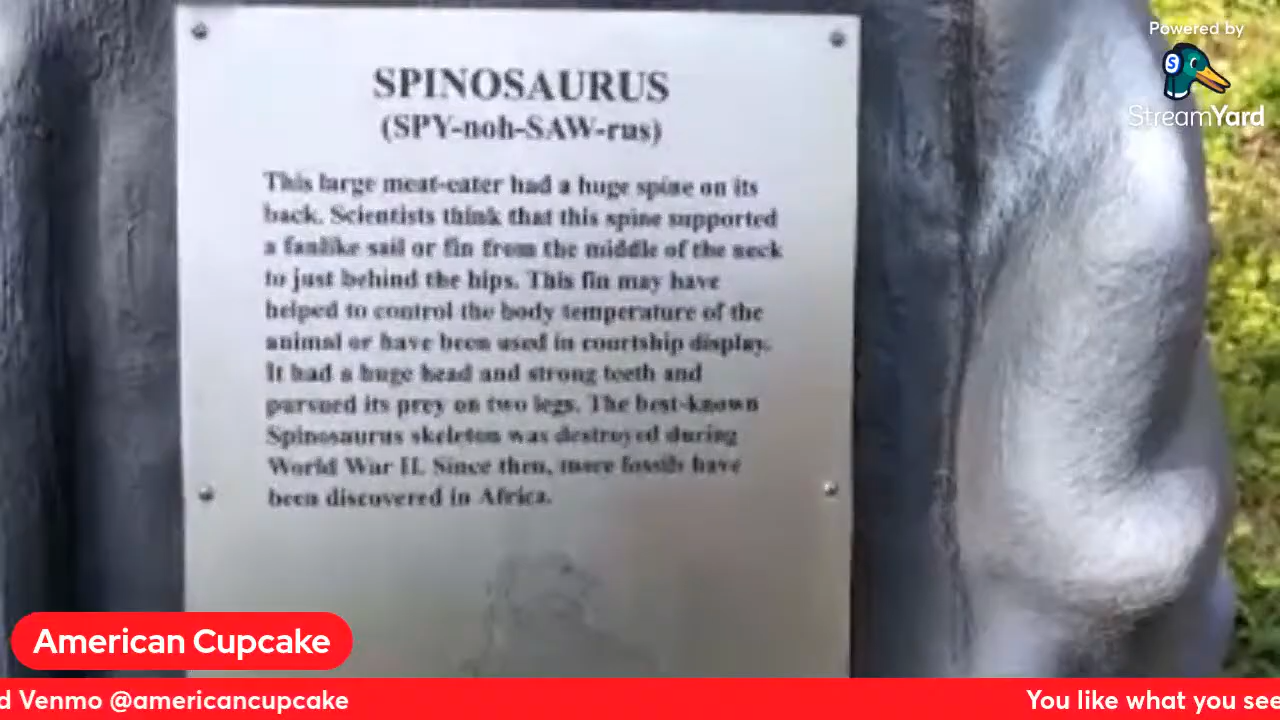 Powered by
StreamYard
SPINOSAURUS
(SPY-noh-SAW-rus)
This large meat-eater had a huge spine on its
back. Scientists think that this spine supported
a fanlike sail or fin from the middle of the neck
to just behind the hips. This fin may have
helped to control the body temperature of the
animal or have been used in courtship display.
It had a huge head and strong teeth and
pursued its prey on two legs. The best-known
Spinosaurus skeleton was destroyed during
World War II. Since then, more fossils have
been discovered in Africa.
American Cupcake
d Venmo @americancupcake
You like what you see